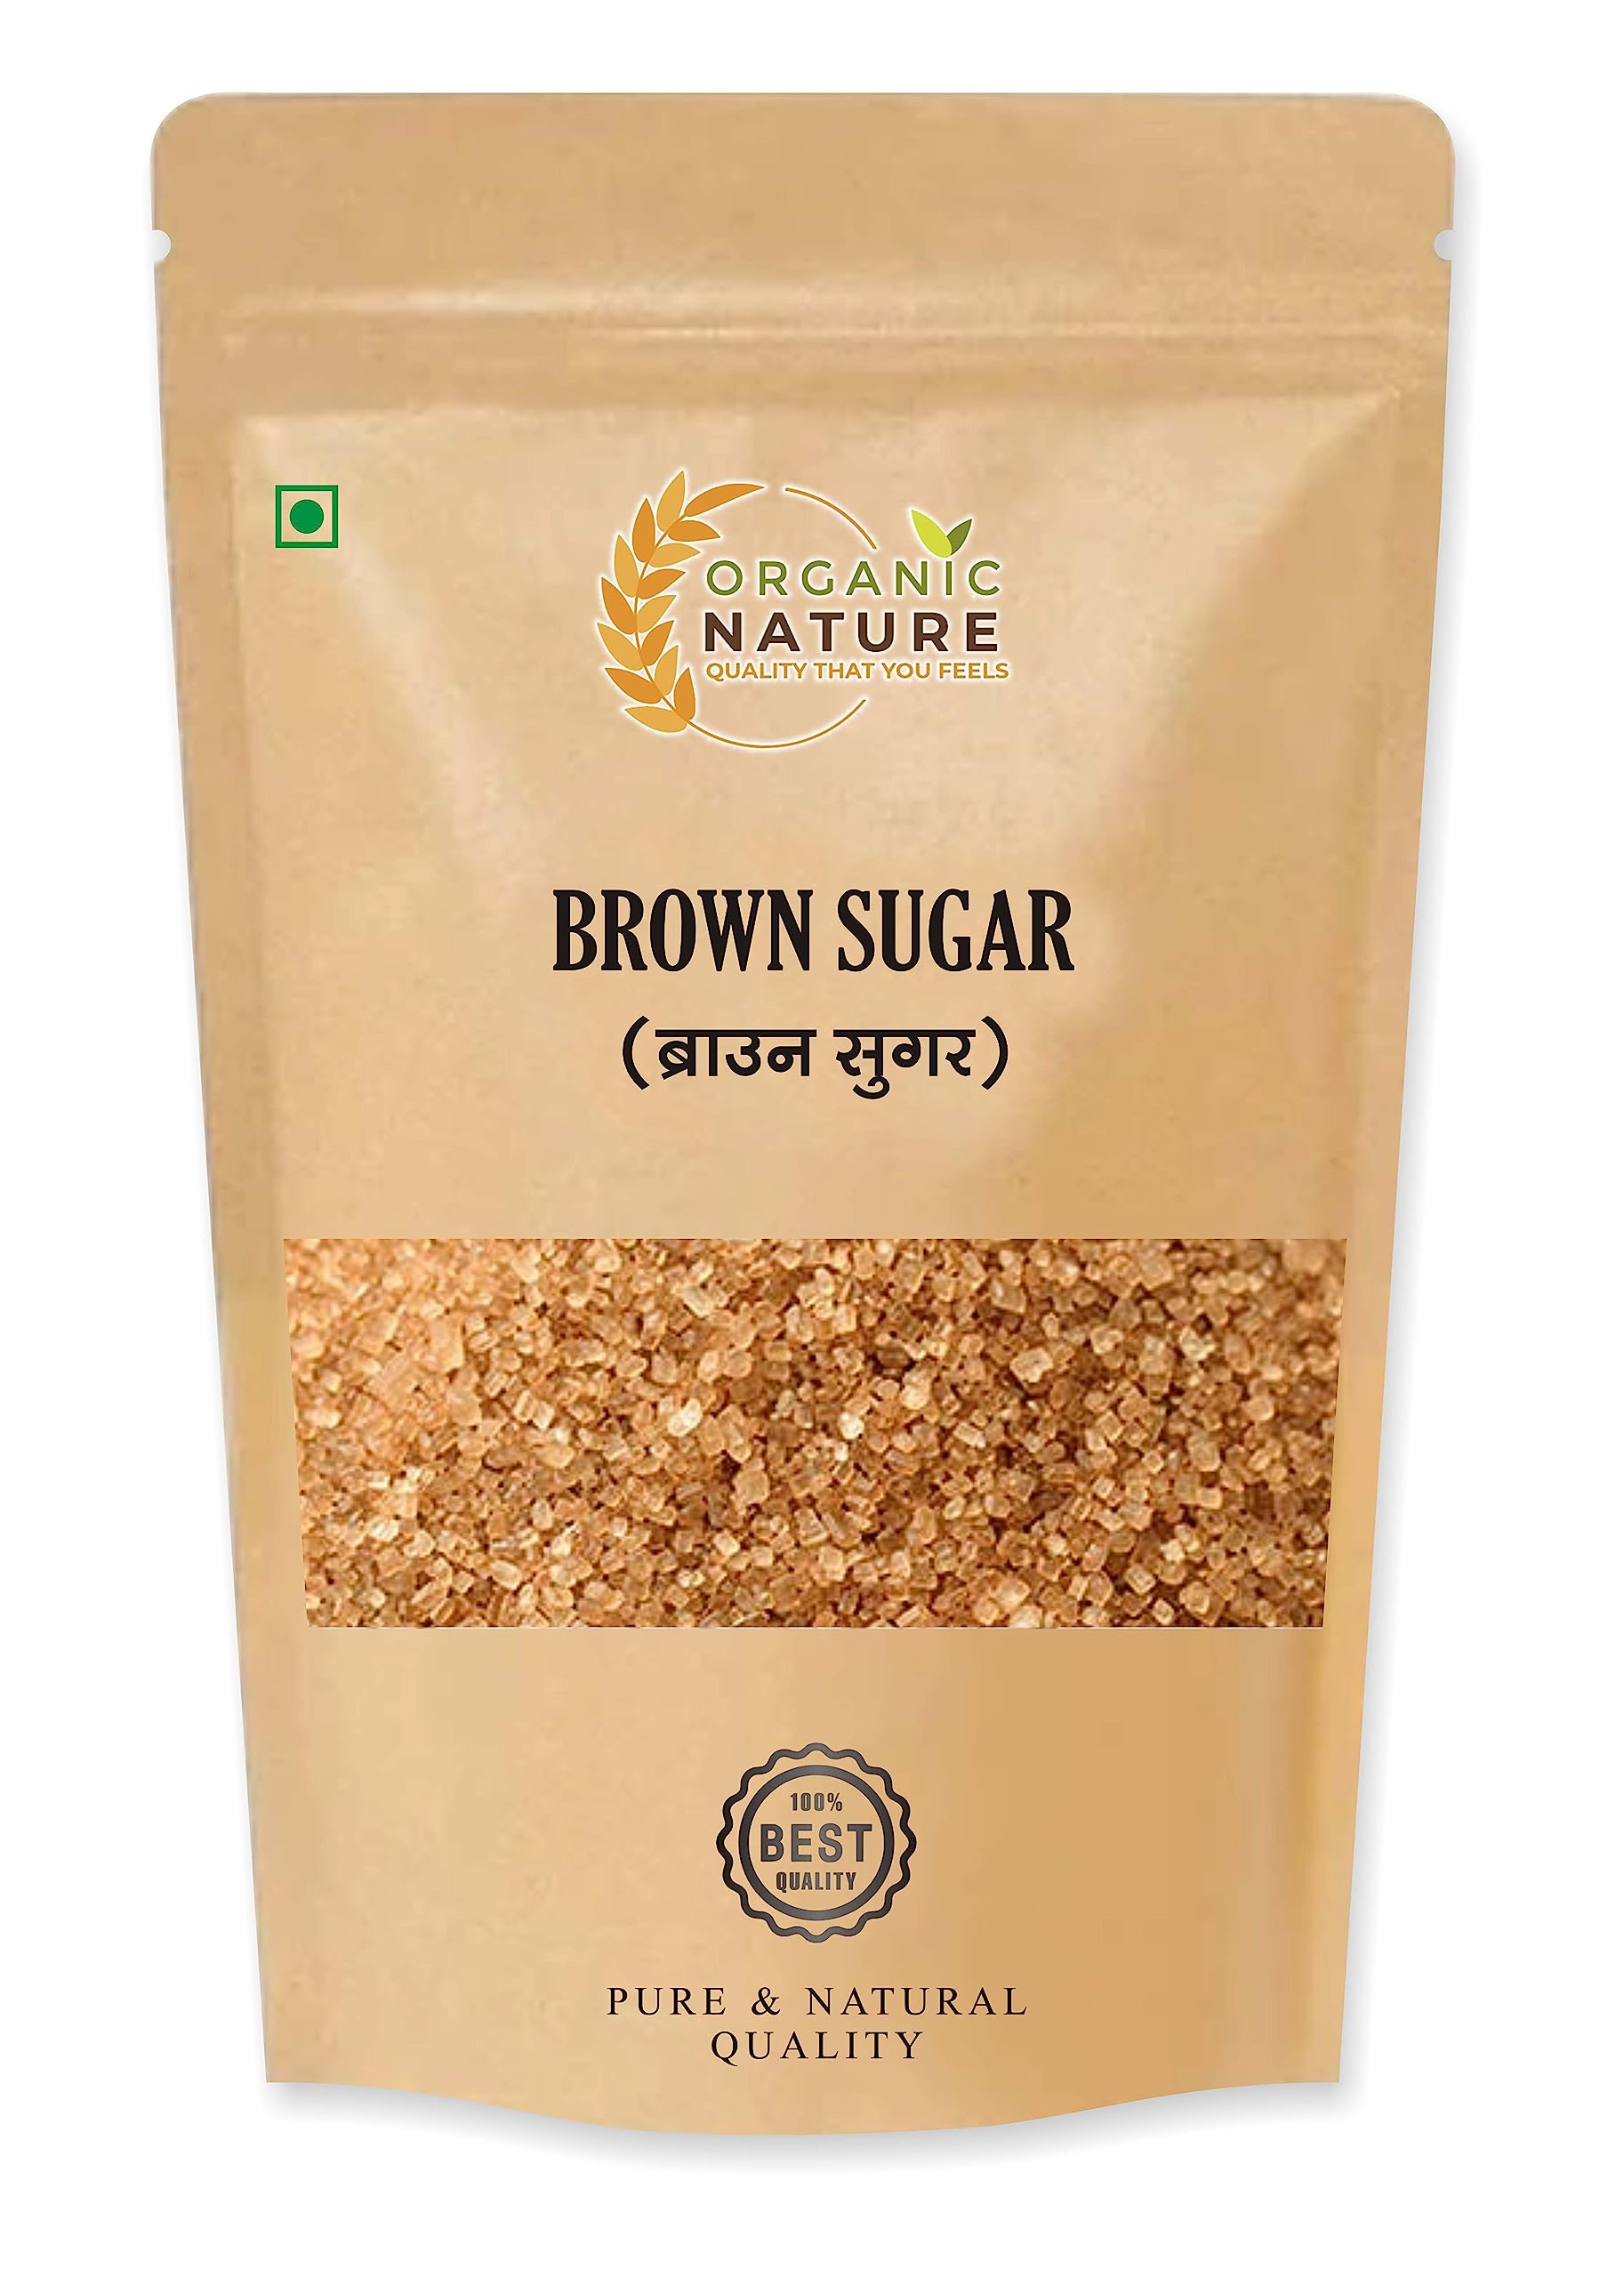 ORGANIC
NATURE
QUALITY THAT YOU FEELS
BROWN SUGAR
(ब्राउन सुगर)
100%
BEST
QUALITY
PURE & NATURAL
QUALITY